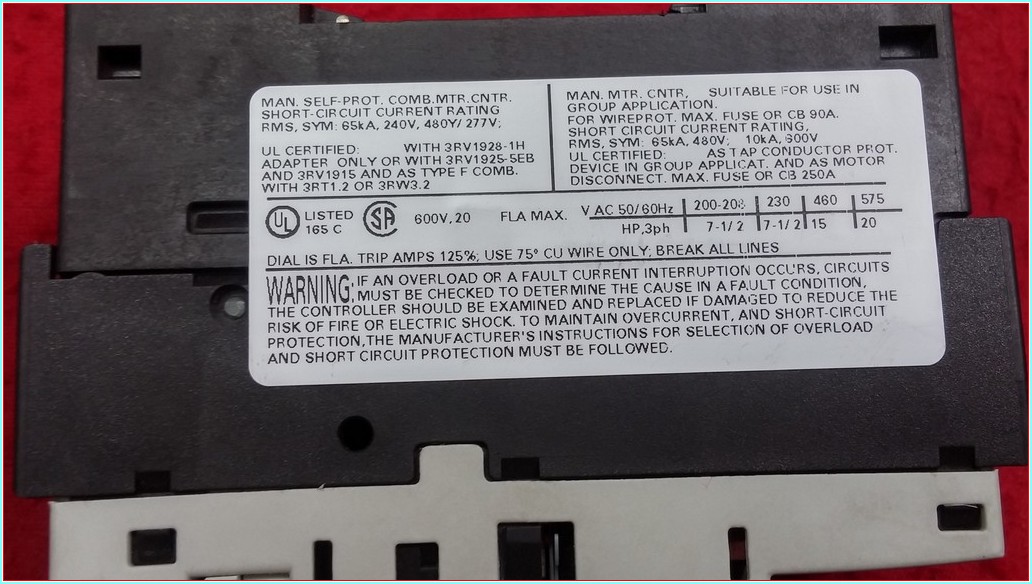 MAN. SELF-PROT. COMB.MTR.CNTR.
SHORT-CIRCUIT CURRENT RATING
RMS, SYM: 65kA, 240V, 480Y/ 277V;
UL CERTIFIED: WITH 3RV1928-1H
ADAPTER ONLY OR WITH 3RV1925-5EB
AND 3RV1915 AND AS TYPE F COMB.
WITH 3RT1.2 OR 3RW3.2
MAN. MTR. CNTR, SUITABLE FOR USE IN
GROUP APPLICATION.
FOR WIREPROT. MAX. FUSE OR CB 90A.
SHORT CIRCUIT CURRENT RATING,
RMS, SYM: 65kA, 480V; 10kA, 600V
UL CERTIFIED: AS TAP CONDUCTOR PROT.
DEVICE IN GROUP APPLICAT. AND AS MOTOR
DISCONNECT. MAX. FUSE OR CB 250A
UL LISTED
165 C
SA
600V, 20 FLA MAX.
V AC 50/60Hz 200-208 230 460 575
HP,3ph 7-1/2 7-1/2 15 20
DIAL IS FLA. TRIP AMPS 125%; USE 75° CU WIRE ONLY; BREAK ALL LINES
WARNING, IF AN OVERLOAD OR A FAULT CURRENT INTERRUPTION OCCURS, CIRCUITS
MUST BE CHECKED TO DETERMINE THE CAUSE IN A FAULT CONDITION,
THE CONTROLLER SHOULD BE EXAMINED AND REPLACED IF DAMAGED TO REDUCE THE
RISK OF FIRE OR ELECTRIC SHOCK. TO MAINTAIN OVERCURRENT, AND SHORT-CIRCUIT
PROTECTION,THE MANUFACTURER'S INSTRUCTIONS FOR SELECTION OF OVERLOAD
AND SHORT CIRCUIT PROTECTION MUST BE FOLLOWED.